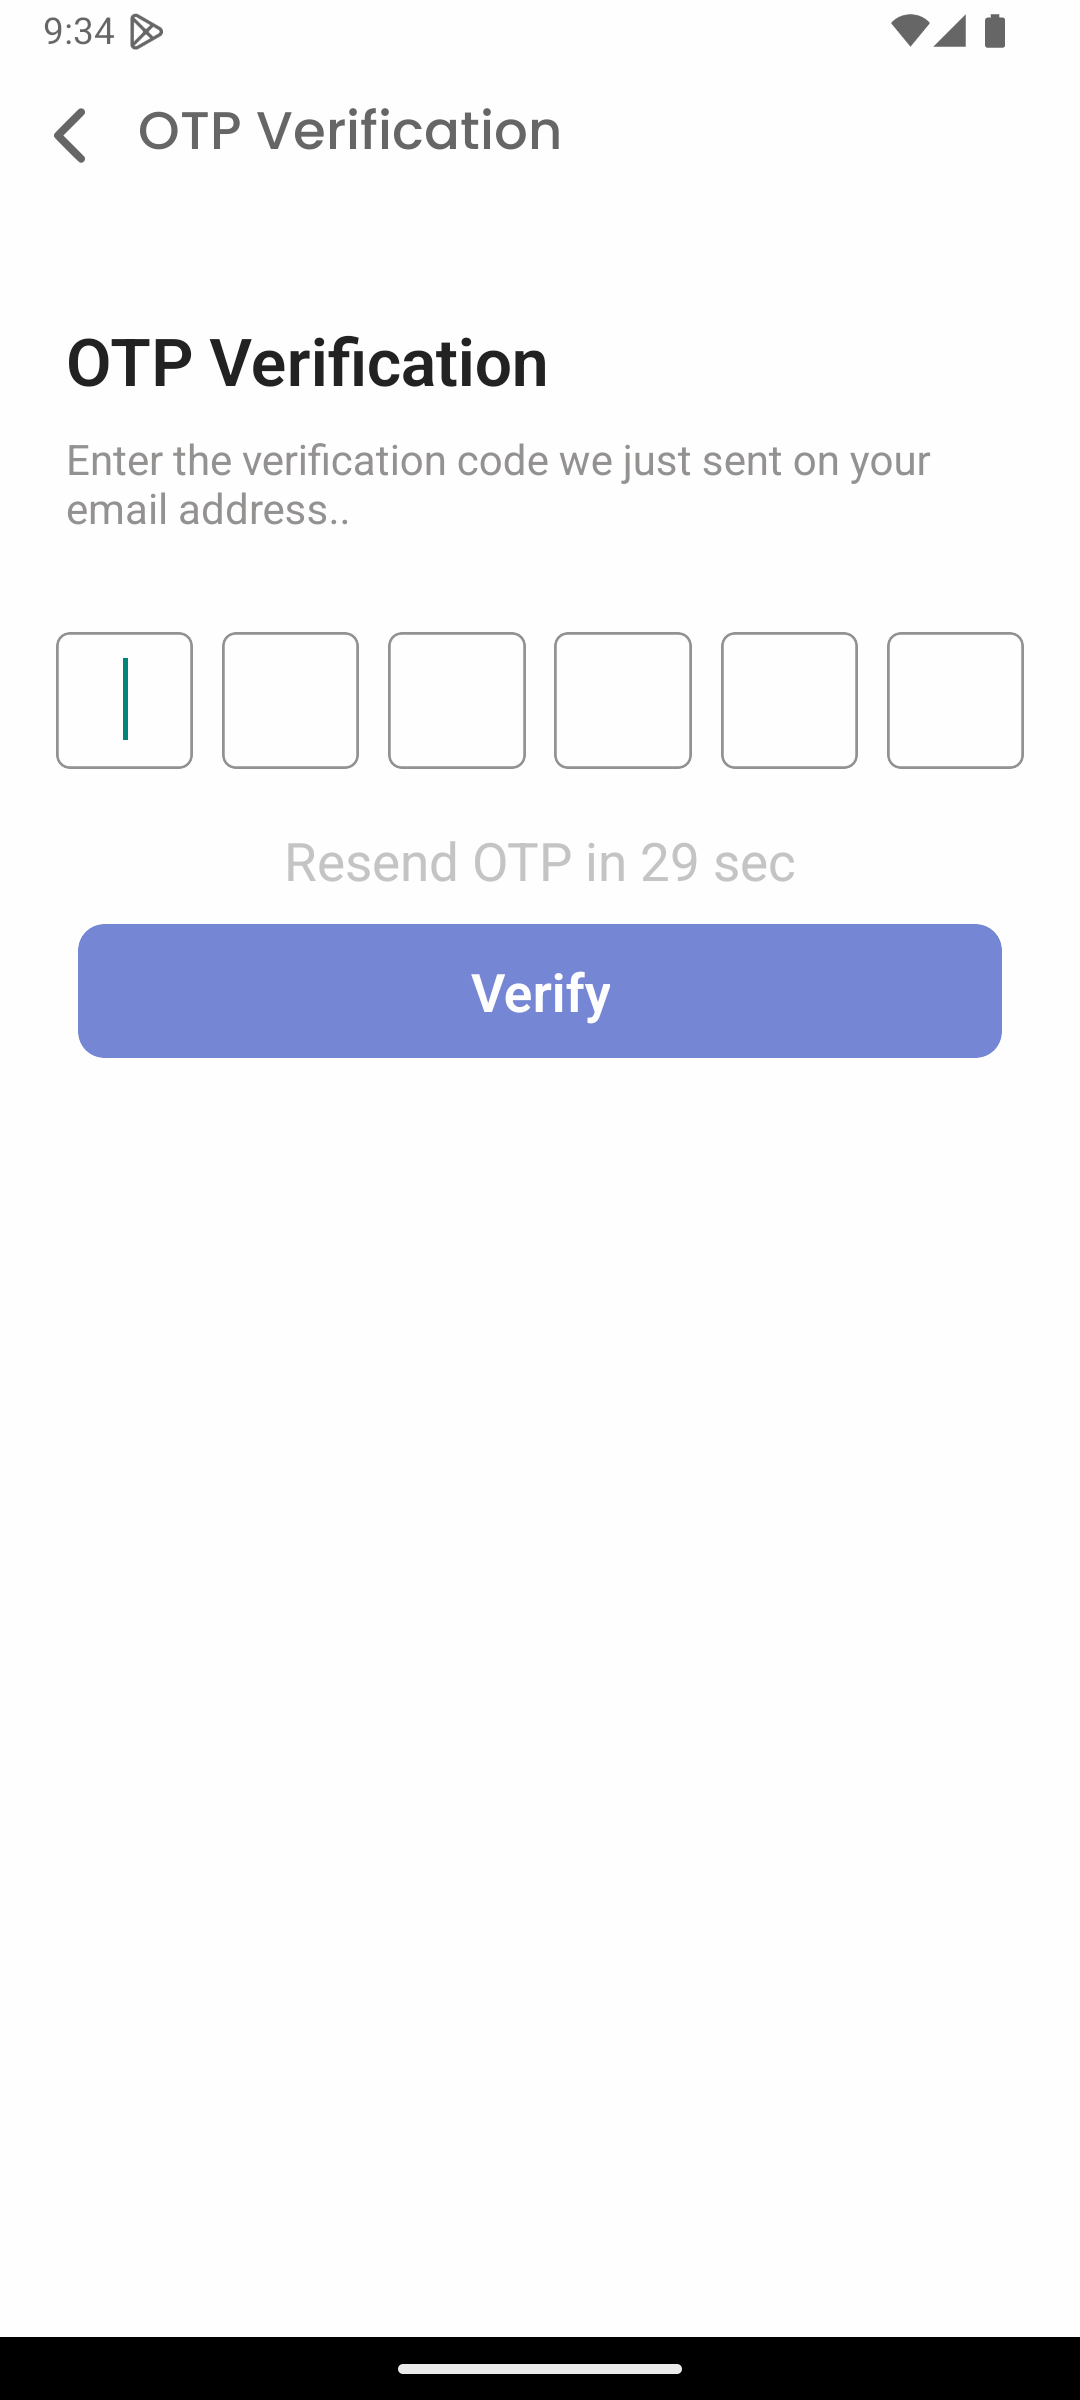 9:34
OTP Verification
OTP Verification
Enter the verification code we just sent on your
email address..
Resend OTP in 29 sec
Verify